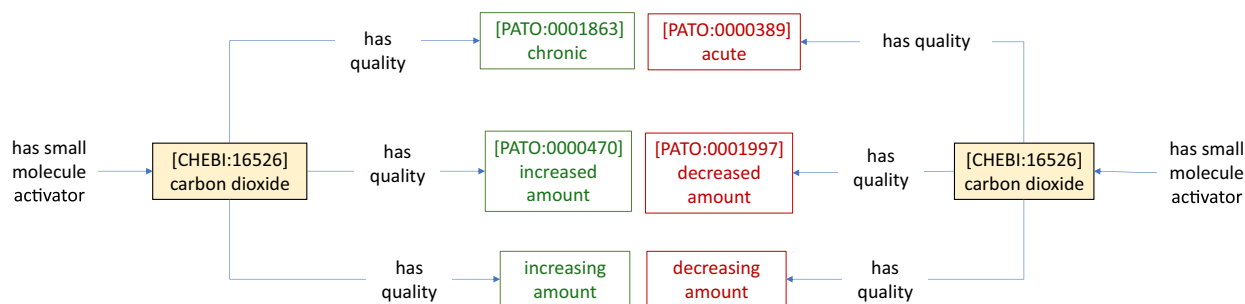 has
quality
[PATO:0001863]
chronic
[PATO:0000389]
acute
has quality
has small
molecule
activator
[CHEBI:16526]
carbon dioxide
has
quality
[PATO:0000470]
increased
amount
[PATO:0001997]
decreased
amount
has
quality
[CHEBI:16526]
carbon dioxide
has small
molecule
activator
has
quality
increasing
amount
decreasing
amount
has
quality